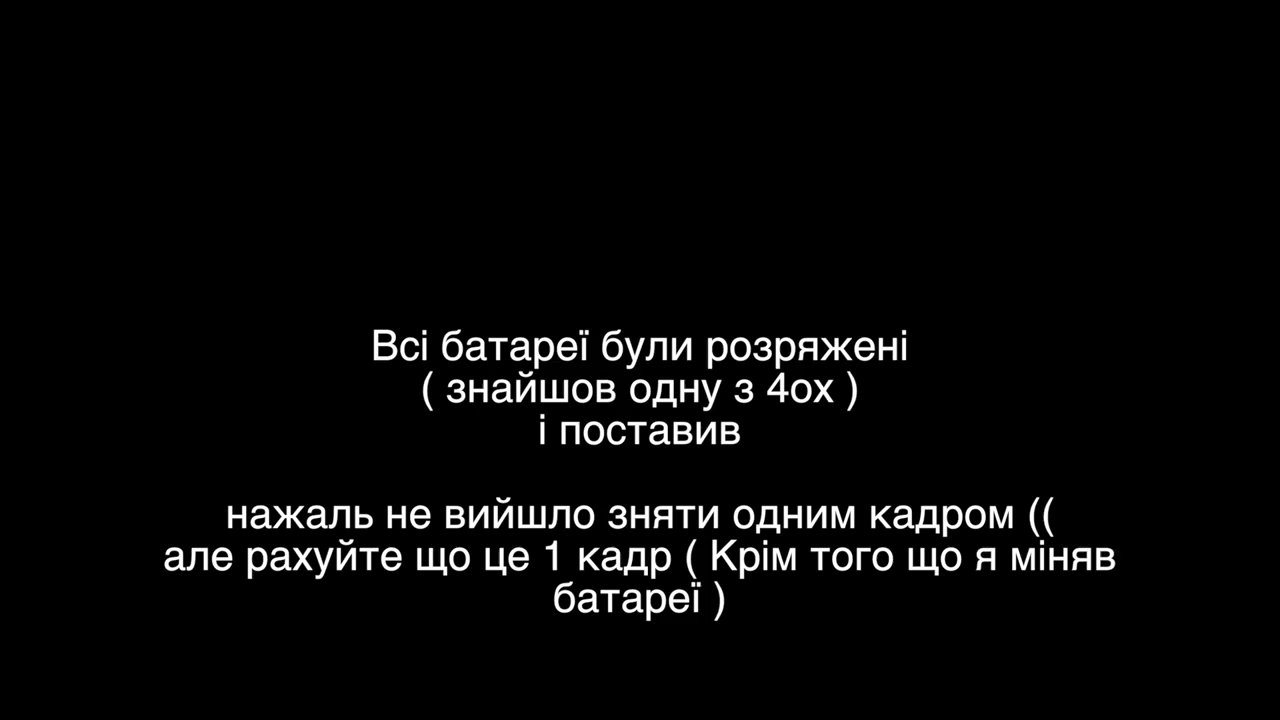 Всі батареї були розряжені
( знайшов одну з 4ох )
і поставив
нажаль не вийшло зняти одним кадром ((
але рахуйте що це 1 кадр ( Крім того що я міняв
батареї )